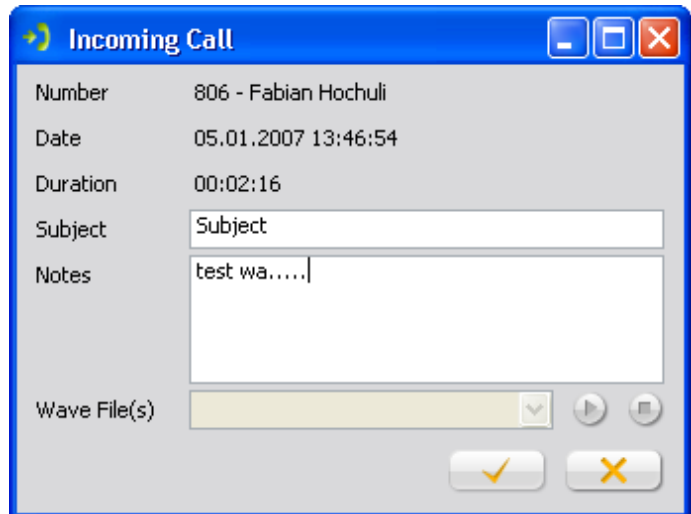 Incoming Call
Number 806 - Fabian Hochuli
Date 05.01.2007 13:46:54
Duration 00:02:16
Subject Subject
Notes test wa.....
Wave File(s)